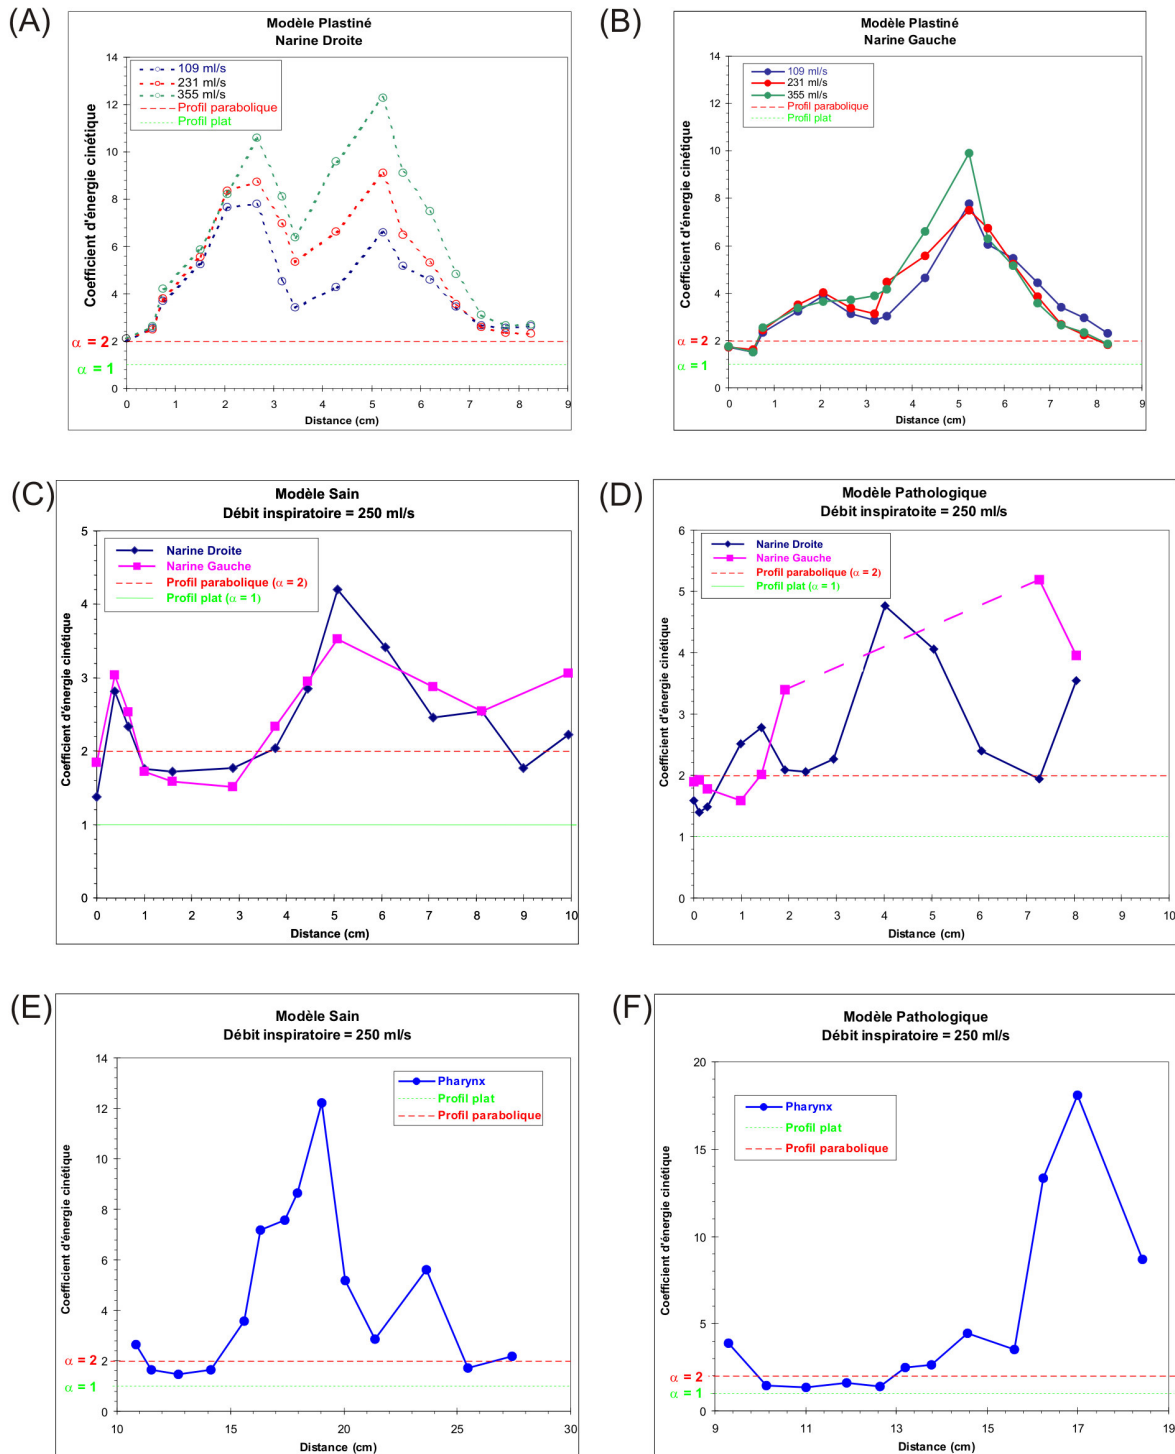 (A)
Modèle Plastiné
Narine Droite
109 ml/s
231 ml/s
355 ml/s
Profil parabolique
Profil plat
Coefficient d'énergie cinétique
14
12
10
8
6
4
2
0
α = 2
α = 1
0 1 2 3 4 5 6 7 8 9
Distance (cm)
(B)
Modèle Plastiné
Narine Gauche
109 ml/s
231 ml/s
355 ml/s
Profil parabolique
Profil plat
Coefficient d'énergie cinétique
14
12
10
8
6
4
2
0
α = 2
α = 1
0 1 2 3 4 5 6 7 8 9
Distance (cm)
(C)
Modèle Sain
Débit inspiratoire = 250 ml/s
Narine Droite
Narine Gauche
Profil parabolique (α = 2)
Profil plat (α = 1)
Coefficient d'énergie cinétique
5
4
3
2
1
0
0 1 2 3 4 5 6 7 8 9 10
Distance (cm)
(D)
Modèle Pathologique
Débit inspiratoite = 250 ml/s
Narine Droite
Narine Gauche
Profil parabolique (α = 2)
Profil plat (α = 1)
Coefficient d'énergie cinétique
6
5
4
3
2
1
0
0 1 2 3 4 5 6 7 8 9 10
Distance (cm)
(E)
Modèle Sain
Débit inspiratoire = 250 ml/s
Pharynx
Profil plat
Profil parabolique
Coefficient d'énergie cinétique
14
12
10
8
6
4
2
0
α = 2
α = 1
10 15 20 25 30
Distance (cm)
(F)
Modèle Pathologique
Débit inspiratoire = 250 ml/s
Pharynx
Profil plat
Profil parabolique
Coefficient d'énergie cinétique
20
15
10
5
0
α = 2
α = 1
9 11 13 15 17 19
Distance (cm)